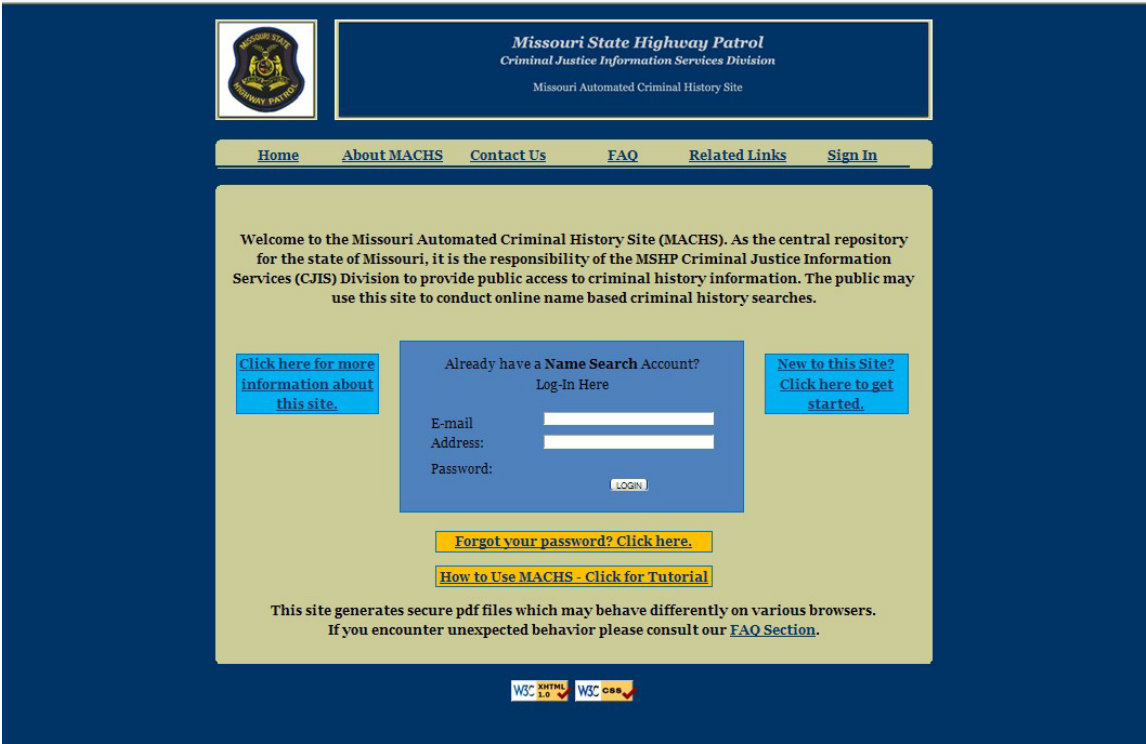 MISSOURI STATE
HIGHWAY PATROL
Missouri State Highway Patrol
Criminal Justice Information Services Division
Missouri Automated Criminal History Site
Home About MACHS Contact Us FAQ Related Links Sign In
Welcome to the Missouri Automated Criminal History Site (MACHS). As the central repository
for the state of Missouri, it is the responsibility of the MSHP Criminal Justice Information
Services (CJIS) Division to provide public access to criminal history information. The public may
use this site to conduct online name based criminal history searches.
Click here for more
information about
this site.
Already have a Name Search Account?
Log-In Here
E-mail
Address:
Password:
LOGIN
New to this Site?
Click here to get
started.
Forgot your password? Click here.
How to Use MACHS - Click for Tutorial
This site generates secure pdf files which may behave differently on various browsers.
If you encounter unexpected behavior please consult our FAQ Section.
W3C XHTML 1.0 W3C css